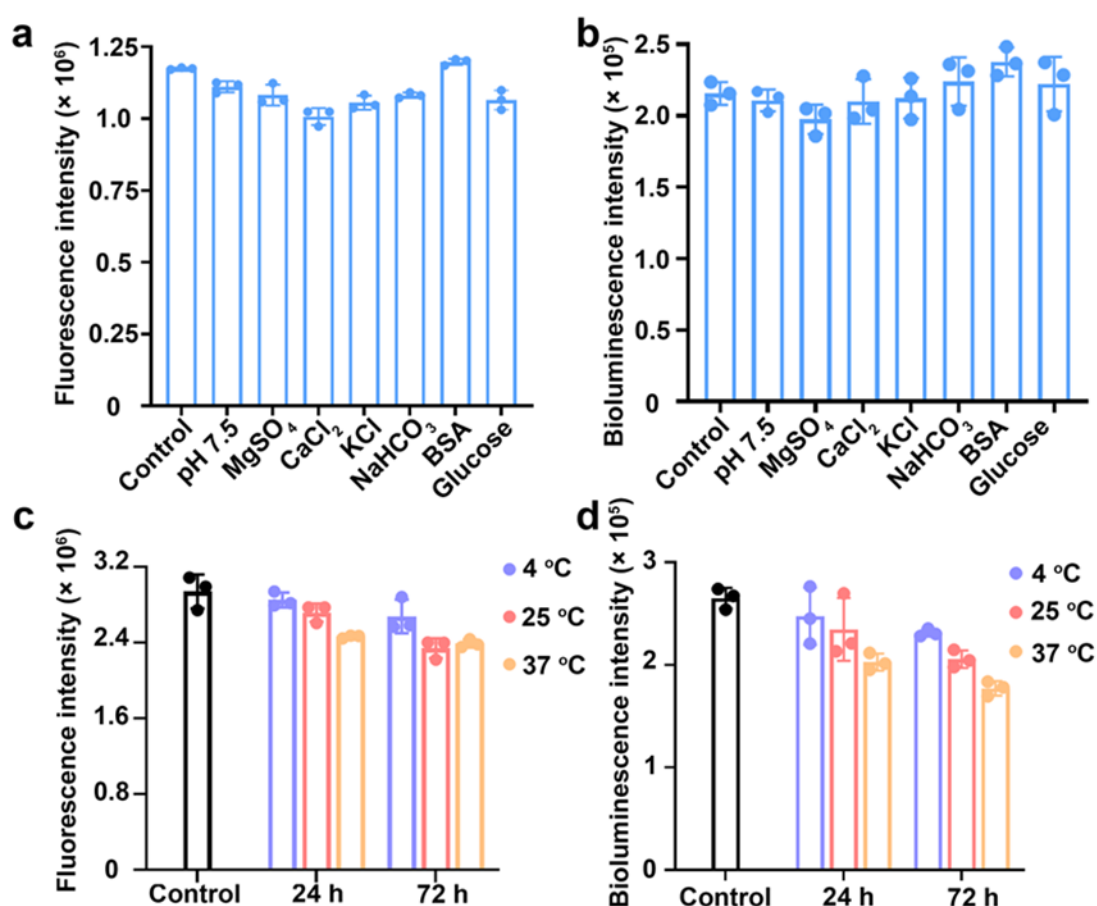 a
Fluorescence intensity (× 10⁶)
1.25
1.0
0.75
0.5
0.25
0
Control
pH 7.5
MgSO₄
CaCl₂
KCl
NaHCO₃
BSA
Glucose
b
Bioluminescence intensity (× 10⁵)
2.5
2.0
1.5
1.0
0.5
0
Control
pH 7.5
MgSO₄
CaCl₂
KCl
NaHCO₃
BSA
Glucose
c
Fluorescence intensity (× 10⁶)
3.2
2.4
1.6
0.8
0
Control
24 h
72 h
4 °C
25 °C
37 °C
d
Bioluminescence intensity (× 10⁵)
3
2
1
0
Control
24 h
72 h
4 °C
25 °C
37 °C